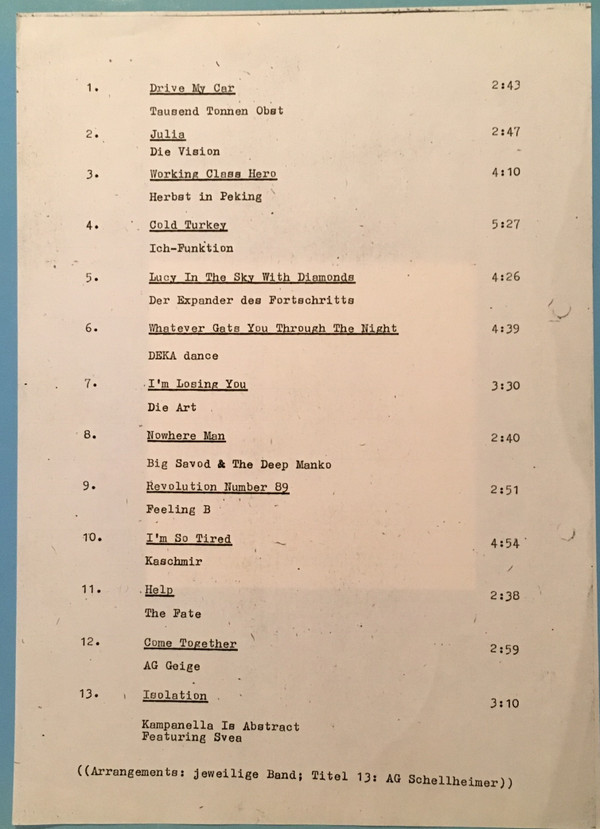 1. Drive My Car 2:43
Tausend Tonnen Obst
2. Julia 2:47
Die Vision
3. Working Class Hero 4:10
Herbst in Peking
4. Cold Turkey 5:27
Ich-Funktion
5. Lucy In The Sky With Diamonds 4:26
Der Expander des Fortschritts
6. Whatever Gets You Through The Night 4:39
DEKA dance
7. I'm Losing You 3:30
Die Art
8. Nowhere Man 2:40
Big Savod & The Deep Manko
9. Revolution Number 89 2:51
Feeling B
10. I'm So Tired 4:54
Kaschmir
11. Help 2:38
The Fate
12. Come Together 2:59
AG Geige
13. Isolation 3:10
Kampanella Is Abstract
Featuring Svea
((Arrangements: jeweilige Band; Titel 13: AG Schellheimer))